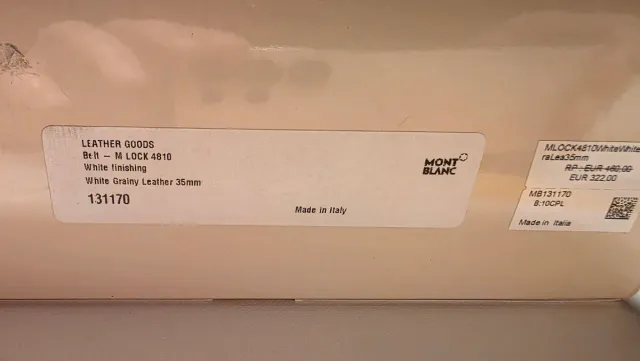 LEATHER GOODS
Belt – M LOCK 4810
White finishing
White Grainy Leather 35mm
131170
Made in Italy
MONT
BLANC
MLOCK4810WhiteWhite
raLea35mm
RP : EUR 460,00
EUR 322,00
MB131170
B:10CPL
Made in Italia